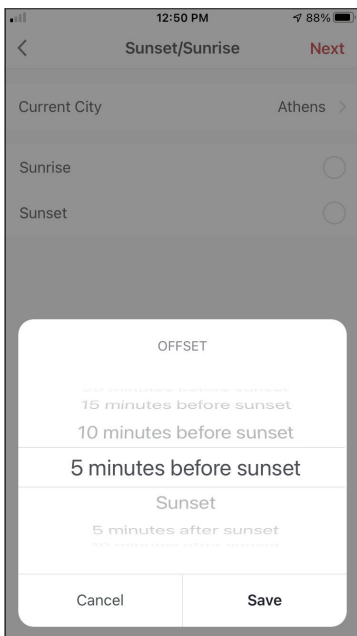 12:50 PM 88%
Sunset/Sunrise Next
Current City Athens
Sunrise
Sunset
OFFSET
15 minutes before sunset
10 minutes before sunset
5 minutes before sunset
Sunset
5 minutes after sunset
Cancel Save